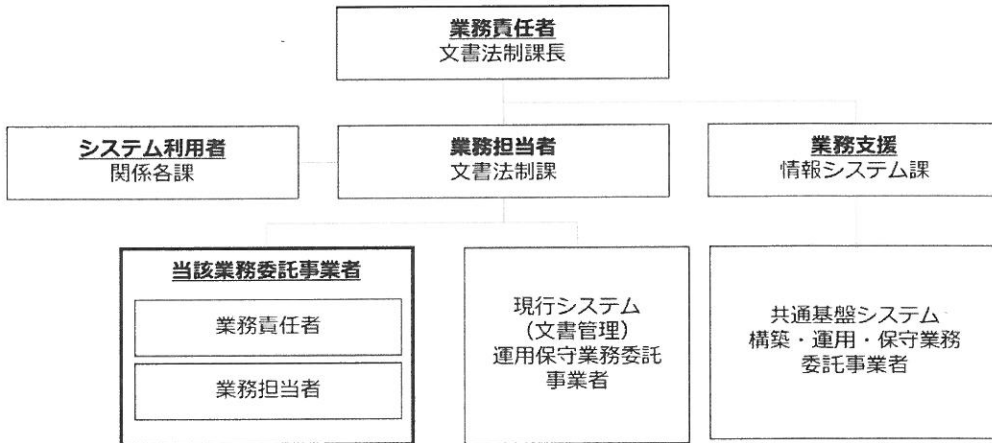 業務責任者
文書法制課長
システム利用者
関係各課
業務担当者
文書法制課
業務支援
情報システム課
当該業務委託事業者
業務責任者
業務担当者
現行システム
（文書管理）
運用保守業務委託
事業者
共通基盤システム
構築・運用・保守業務
委託事業者